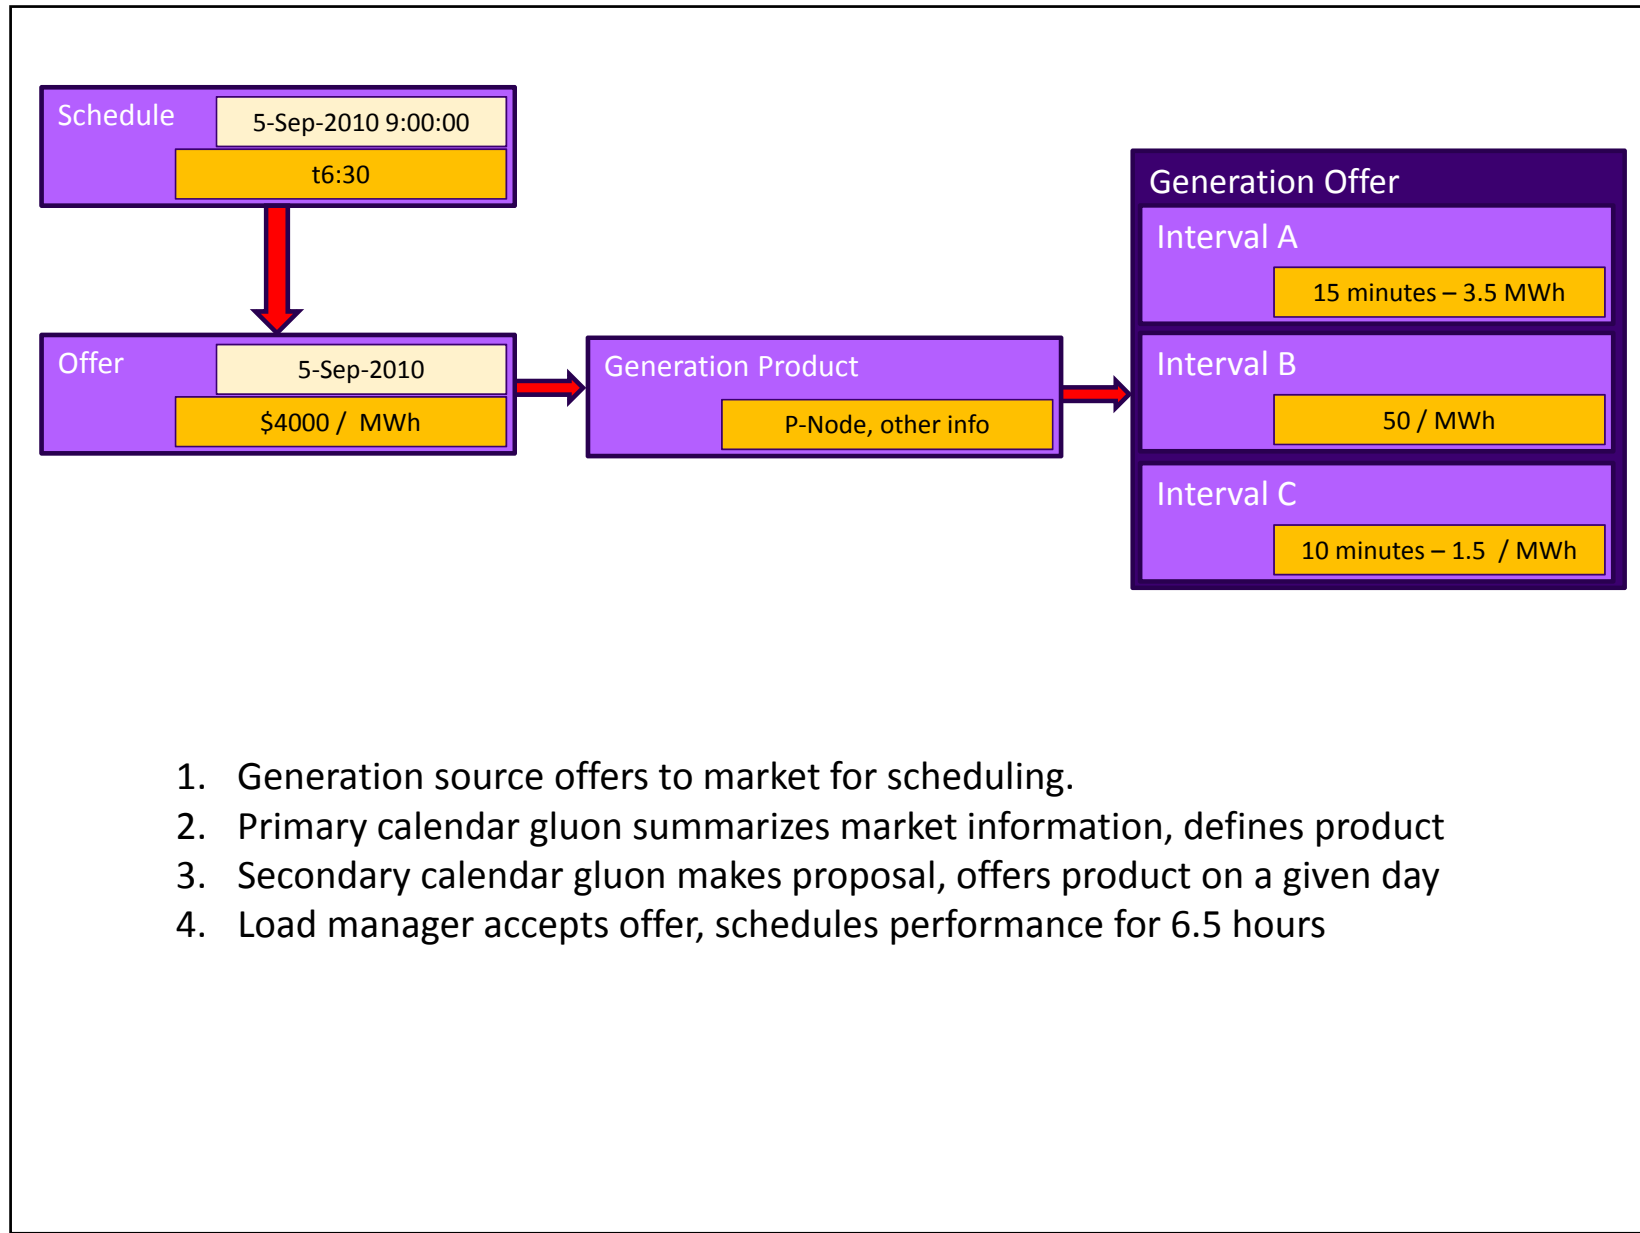 Schedule
5-Sep-2010 9:00:00
t6:30
Offer
5-Sep-2010
$4000 /  MWh
Generation Product
P-Node, other info
Generation Offer
Interval A
15 minutes – 3.5 MWh
Interval B
50 / MWh
Interval C
10 minutes – 1.5  / MWh
1. Generation source offers to market for scheduling.
2. Primary calendar gluon summarizes market information, defines product
3. Secondary calendar gluon makes proposal, offers product on a given day
4. Load manager accepts offer, schedules performance for 6.5 hours